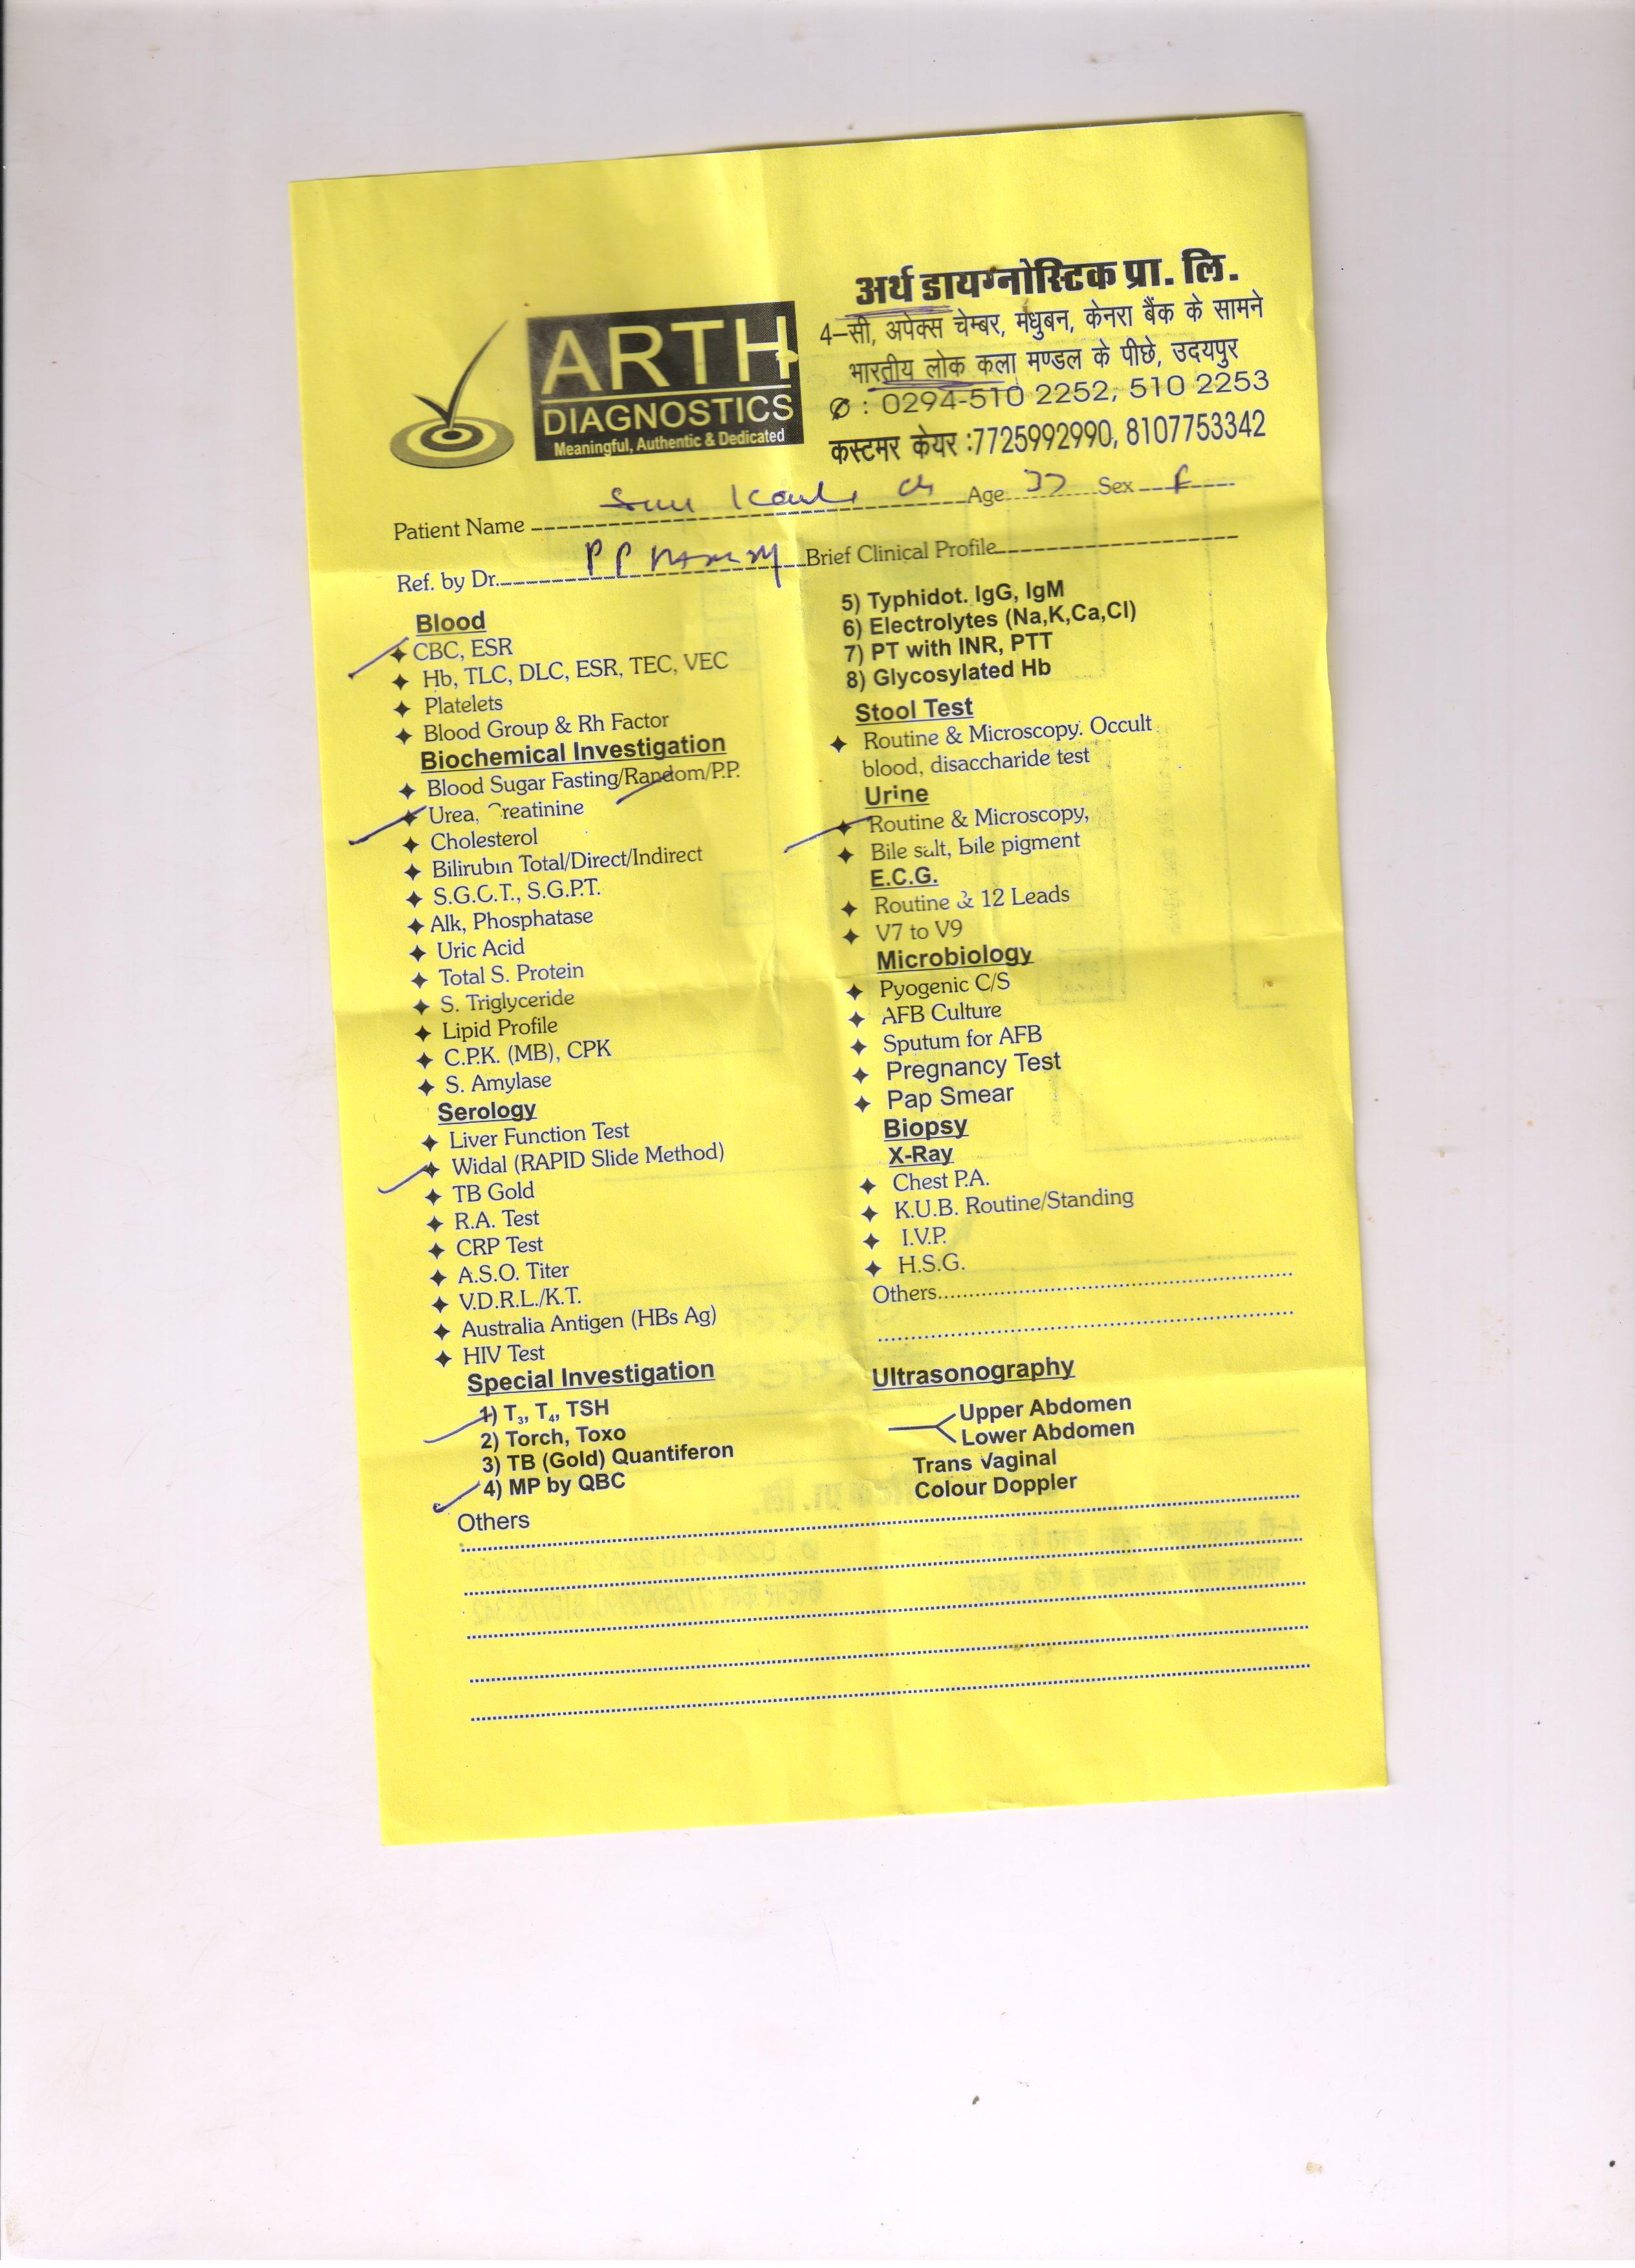 अर्थ डायग्नोस्टिक प्रा. लि.
4-सी, अपेक्स चेम्बर, मधुबन, केनरा बैंक के सामने
भारतीय लोक कला मण्डल के पीछे, उदयपुर
: 0294-510 2252, 510 2253
कस्टमर केयर :7725992990, 8107753342
ARTH
DIAGNOSTICS
Meaningful, Authentic & Dedicated
Patient Name Age 37 Sex F
Ref. by Dr. P P Brief Clinical Profile
Blood
CBC, ESR
Hb, TLC, DLC, ESR, TEC, VEC
Platelets
Blood Group & Rh Factor
Biochemical Investigation
Blood Sugar Fasting/Random/P.P.
Urea, Creatinine
Cholesterol
Bilirubin Total/Direct/Indirect
S.G.C.T., S.G.P.T.
Alk, Phosphatase
Uric Acid
Total S. Protein
S. Triglyceride
Lipid Profile
C.P.K. (MB), CPK
S. Amylase
Serology
Liver Function Test
Widal (RAPID Slide Method)
TB Gold
R.A. Test
CRP Test
A.S.O. Titer
V.D.R.L./K.T.
Australia Antigen (HBs Ag)
HIV Test
Special Investigation
1) T3, T4, TSH
2) Torch, Toxo
3) TB (Gold) Quantiferon
4) MP by QBC
Others
5) Typhidot. IgG, IgM
6) Electrolytes (Na,K,Ca,Cl)
7) PT with INR, PTT
8) Glycosylated Hb
Stool Test
Routine & Microscopy. Occult
blood, disaccharide test
Urine
Routine & Microscopy,
Bile salt, bile pigment
E.C.G.
Routine & 12 Leads
V7 to V9
Microbiology
Pyogenic C/S
AFB Culture
Sputum for AFB
Pregnancy Test
Pap Smear
Biopsy
X-Ray
Chest P.A.
K.U.B. Routine/Standing
I.V.P.
H.S.G.
Others
Ultrasonography
Upper Abdomen
Lower Abdomen
Trans Vaginal
Colour Doppler